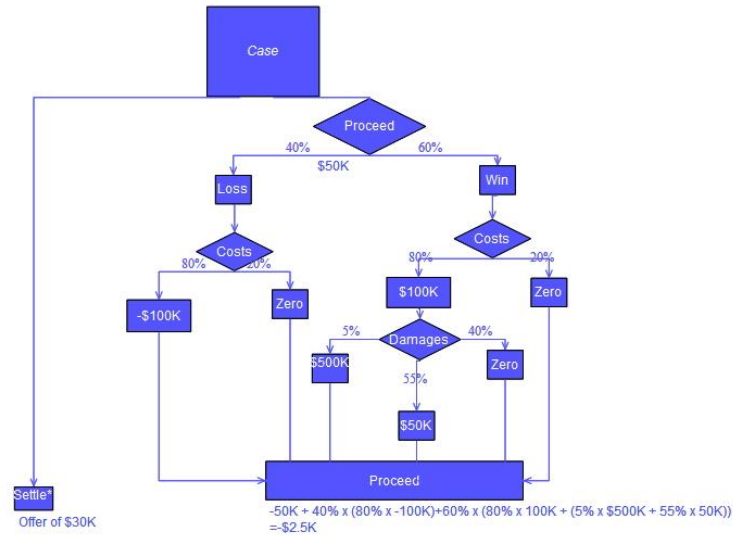 Case
Proceed
40%
60%
$50K
Loss
Win
Costs
Costs
80%
20%
80%
20%
-$100K
Zero
$100K
Zero
5%
Damages
40%
$500K
Zero
55%
$50K
Proceed
Settle*
Offer of $30K
-50K + 40% x (80% x -100K)+60% x (80% x 100K + (5% x $500K + 55% x 50K))
=-$2.5K